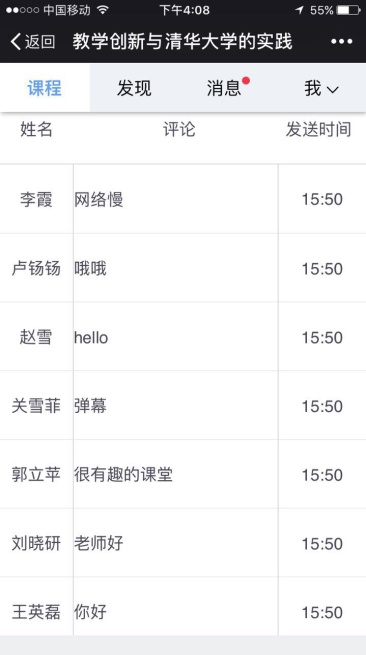 中国移动 下午4:08 55%
返回 教学创新与清华大学的实践
课程 发现 消息 我
姓名 评论 发送时间
李霞 网络慢 15:50
卢钖钖 哦哦 15:50
赵雪 hello 15:50
关雪菲 弹幕 15:50
郭立苹 很有趣的课堂 15:50
刘晓研 老师好 15:50
王英磊 你好 15:50